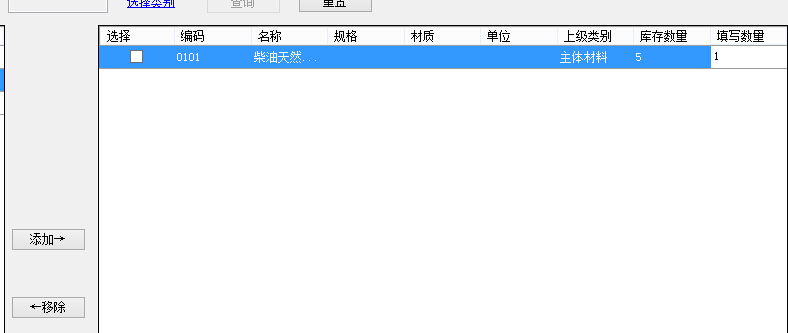 选择类别 查询 重置
选择 编码 名称 规格 材质 单位 上级类别 库存数量 填写数量
0101 柴油天然... 主体材料 5 1
添加→
←移除